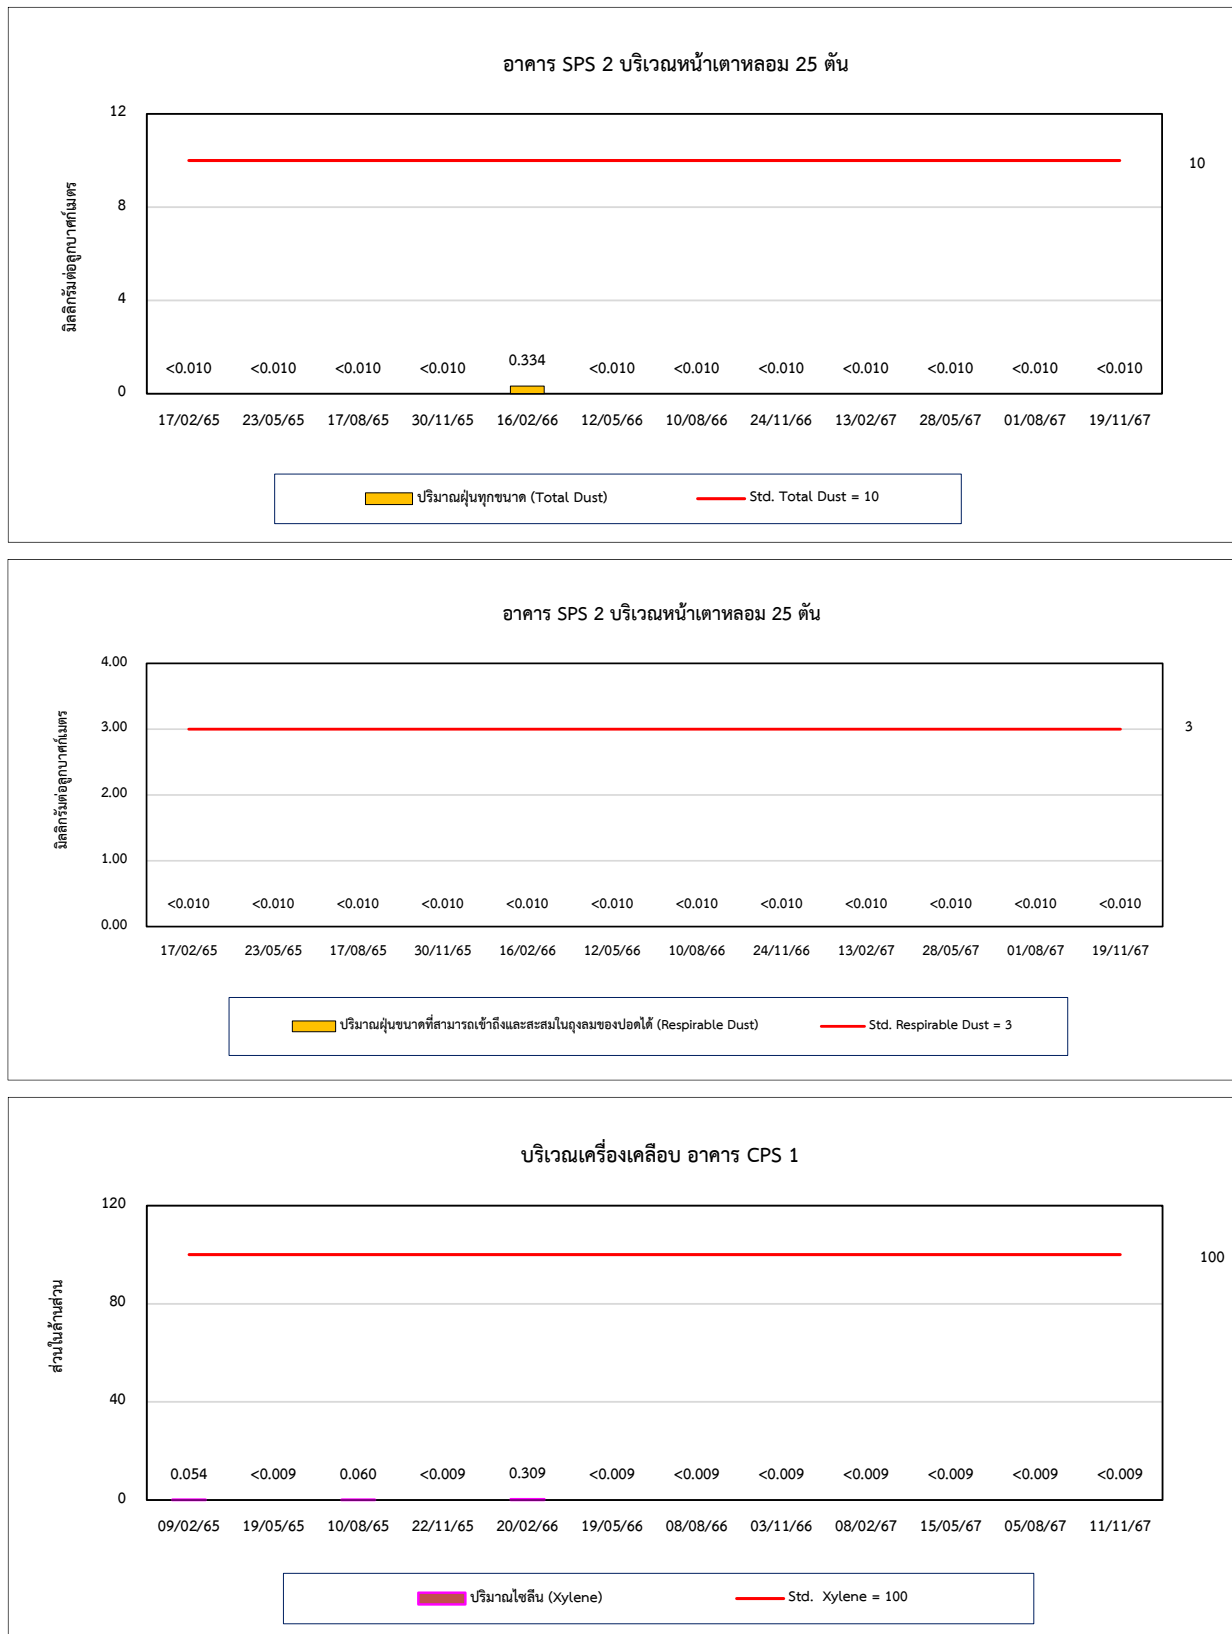 อาคาร SPS 2 บริเวณหน้าเตาหลอม 25 ตัน
มิลลิกรัมต่อลูกบาศก์เมตร
12
10
8
4
<0.010 <0.010 <0.010 <0.010 0.334 <0.010 <0.010 <0.010 <0.010 <0.010 <0.010 <0.010
0
17/02/65 23/05/65 17/08/65 30/11/65 16/02/66 12/05/66 10/08/66 24/11/66 13/02/67 28/05/67 01/08/67 19/11/67
ปริมาณฝุ่นทุกขนาด (Total Dust) Std. Total Dust = 10
อาคาร SPS 2 บริเวณหน้าเตาหลอม 25 ตัน
มิลลิกรัมต่อลูกบาศก์เมตร
4.00
3.00 3
2.00
1.00
<0.010 <0.010 <0.010 <0.010 <0.010 <0.010 <0.010 <0.010 <0.010 <0.010 <0.010 <0.010
0.00
17/02/65 23/05/65 17/08/65 30/11/65 16/02/66 12/05/66 10/08/66 24/11/66 13/02/67 28/05/67 01/08/67 19/11/67
ปริมาณฝุ่นขนาดที่สามารถเข้าถึงและสะสมในถุงลมของปอดได้ (Respirable Dust) Std. Respirable Dust = 3
บริเวณเครื่องเคลือบ อาคาร CPS 1
ส่วนในล้านส่วน
120
100
80
40
0.054 <0.009 0.060 <0.009 0.309 <0.009 <0.009 <0.009 <0.009 <0.009 <0.009 <0.009
0
09/02/65 19/05/65 10/08/65 22/11/65 20/02/66 19/05/66 08/08/66 03/11/66 08/02/67 15/05/67 05/08/67 11/11/67
ปริมาณไซลีน (Xylene) Std. Xylene = 100